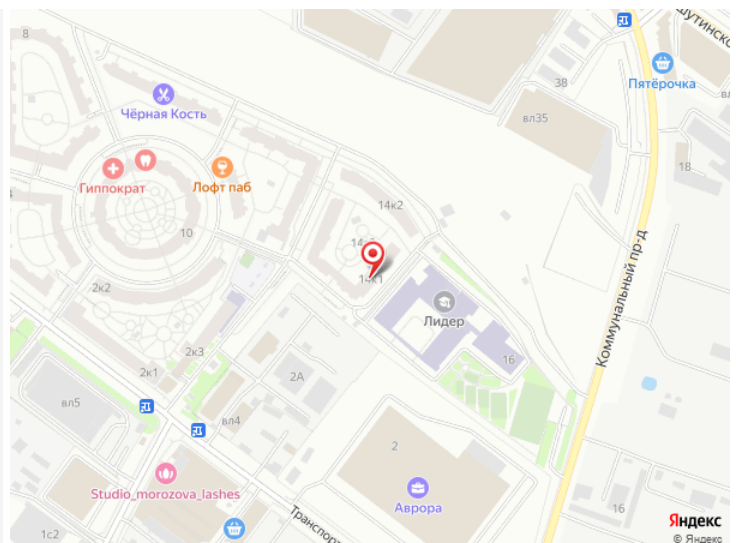 8
Чёрная Кость
Гиппократ
Лофт паб
10
14к2
14к1
2к2
2к3
2к1
2А
вл5
вл4
Studio_morozova_lashes
1с2
2
Аврора
Лидер
16
38
вл35
Пятёрочка
18
Коммунальный пр-д
16
Транспорт
Яндекс
© Яндекс